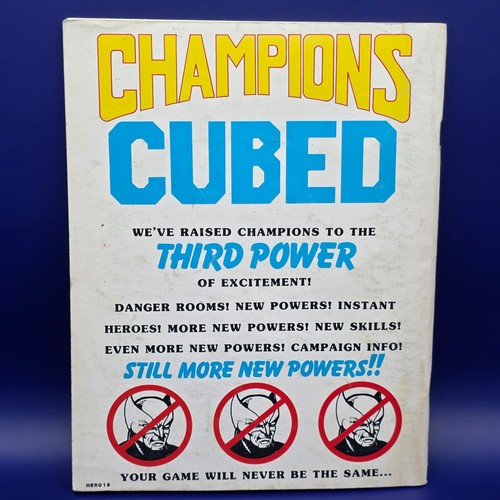 CHAMPIONS
CUBED
WE'VE RAISED CHAMPIONS TO THE
THIRD POWER
OF EXCITEMENT!
DANGER ROOMS! NEW POWERS! INSTANT
HEROES! MORE NEW POWERS! NEW SKILLS!
EVEN MORE NEW POWERS! CAMPAIGN INFO!
STILL MORE NEW POWERS!!
HERO16
YOUR GAME WILL NEVER BE THE SAME...